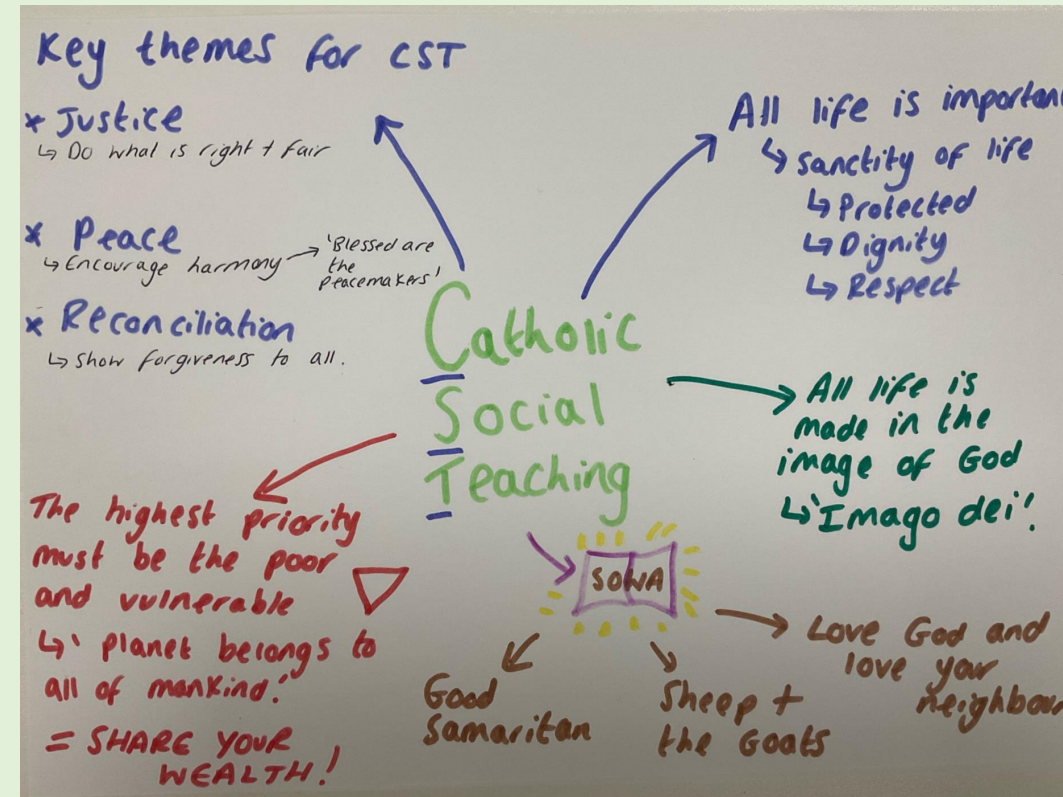 Key themes for CST
* Justice
↳ Do what is right + fair
* Peace
↳ Encourage harmony → 'Blessed are
the
peacemakers'
* Reconciliation
↳ Show forgiveness to all.
All life is important
↳ Sanctity of life
↳ Protected
↳ Dignity
↳ Respect
Catholic
Social
Teaching
All life is
made in the
image of God
↳ 'Imago dei'.
The highest priority
must be the poor
and vulnerable
↳ ' planet belongs to
all of mankind.'
= SHARE YOUR
WEALTH!
SOWA
Good
Samaritan
Sheep +
the Goats
Love God and
love your
neighbour